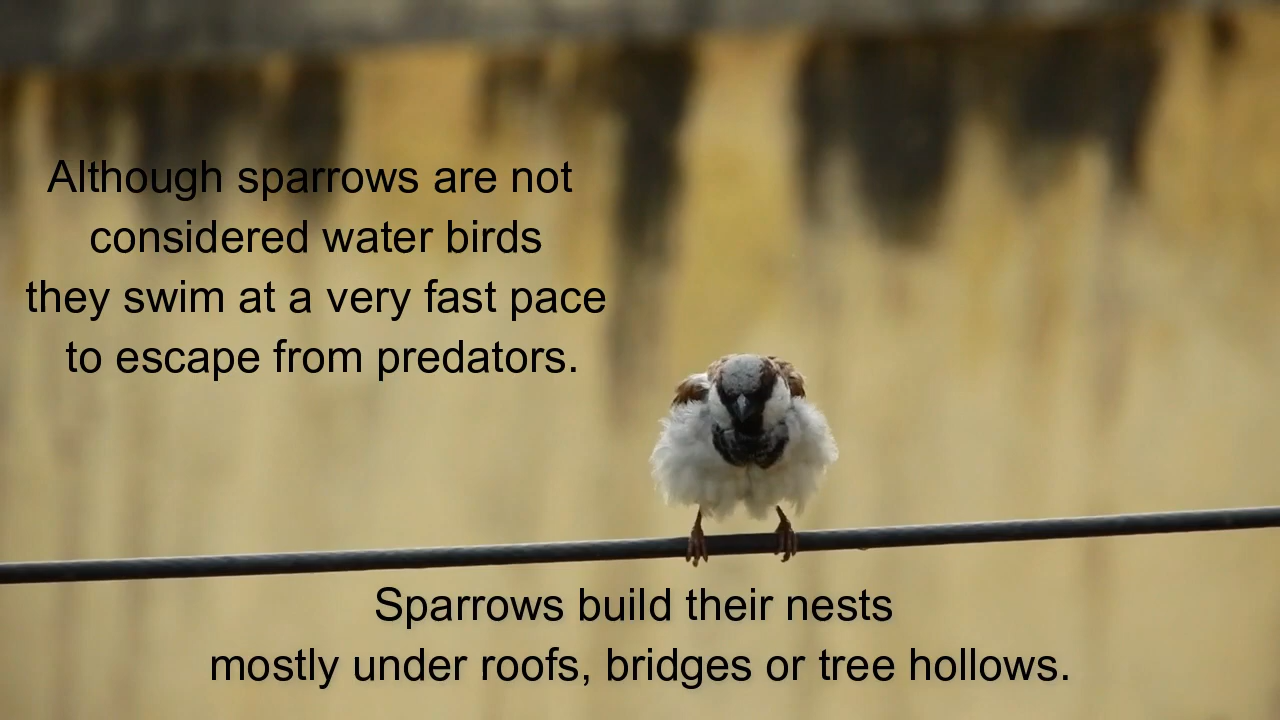 Although sparrows are not
considered water birds
they swim at a very fast pace
to escape from predators.
Sparrows build their nests
mostly under roofs, bridges or tree hollows.